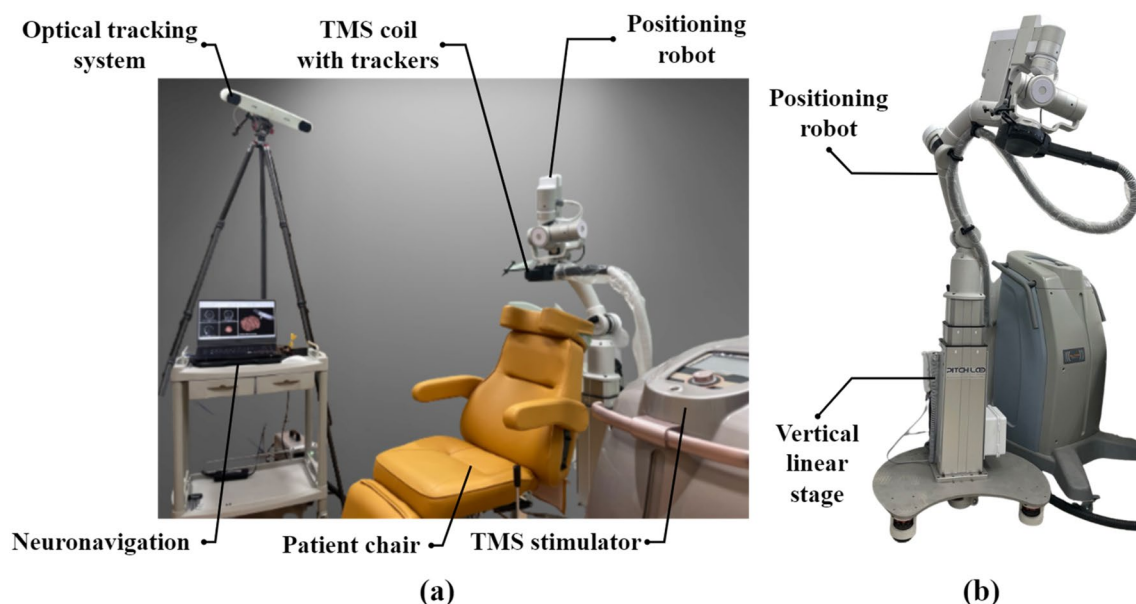 Optical tracking
system
TMS coil
with trackers
Positioning
robot
Neuronavigation
Patient chair
TMS stimulator
(a)
Positioning
robot
Vertical
linear
stage
(b)